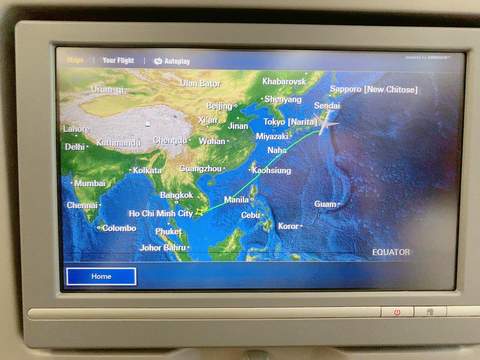 Maps | Your Flight | Autoplay
Khabarovsk
Ulan Bator
Urum-qi
Sapporo [New Chitose]
Shenyang
Beijing
Sendai
Xi'an
Jinan
Tokyo [Narita]
Lahore
Delhi
Kathmandu
Chengdu
Wuhan
Miyazaki
Naha
Kolkata
Guangzhou
Kaohsiung
Mumbai
Bangkok
Manila
Guam
Chennai
Ho Chi Minh City
Cebu
Koror
Colombo
Phuket
Johor Bahru
EQUATOR
Home